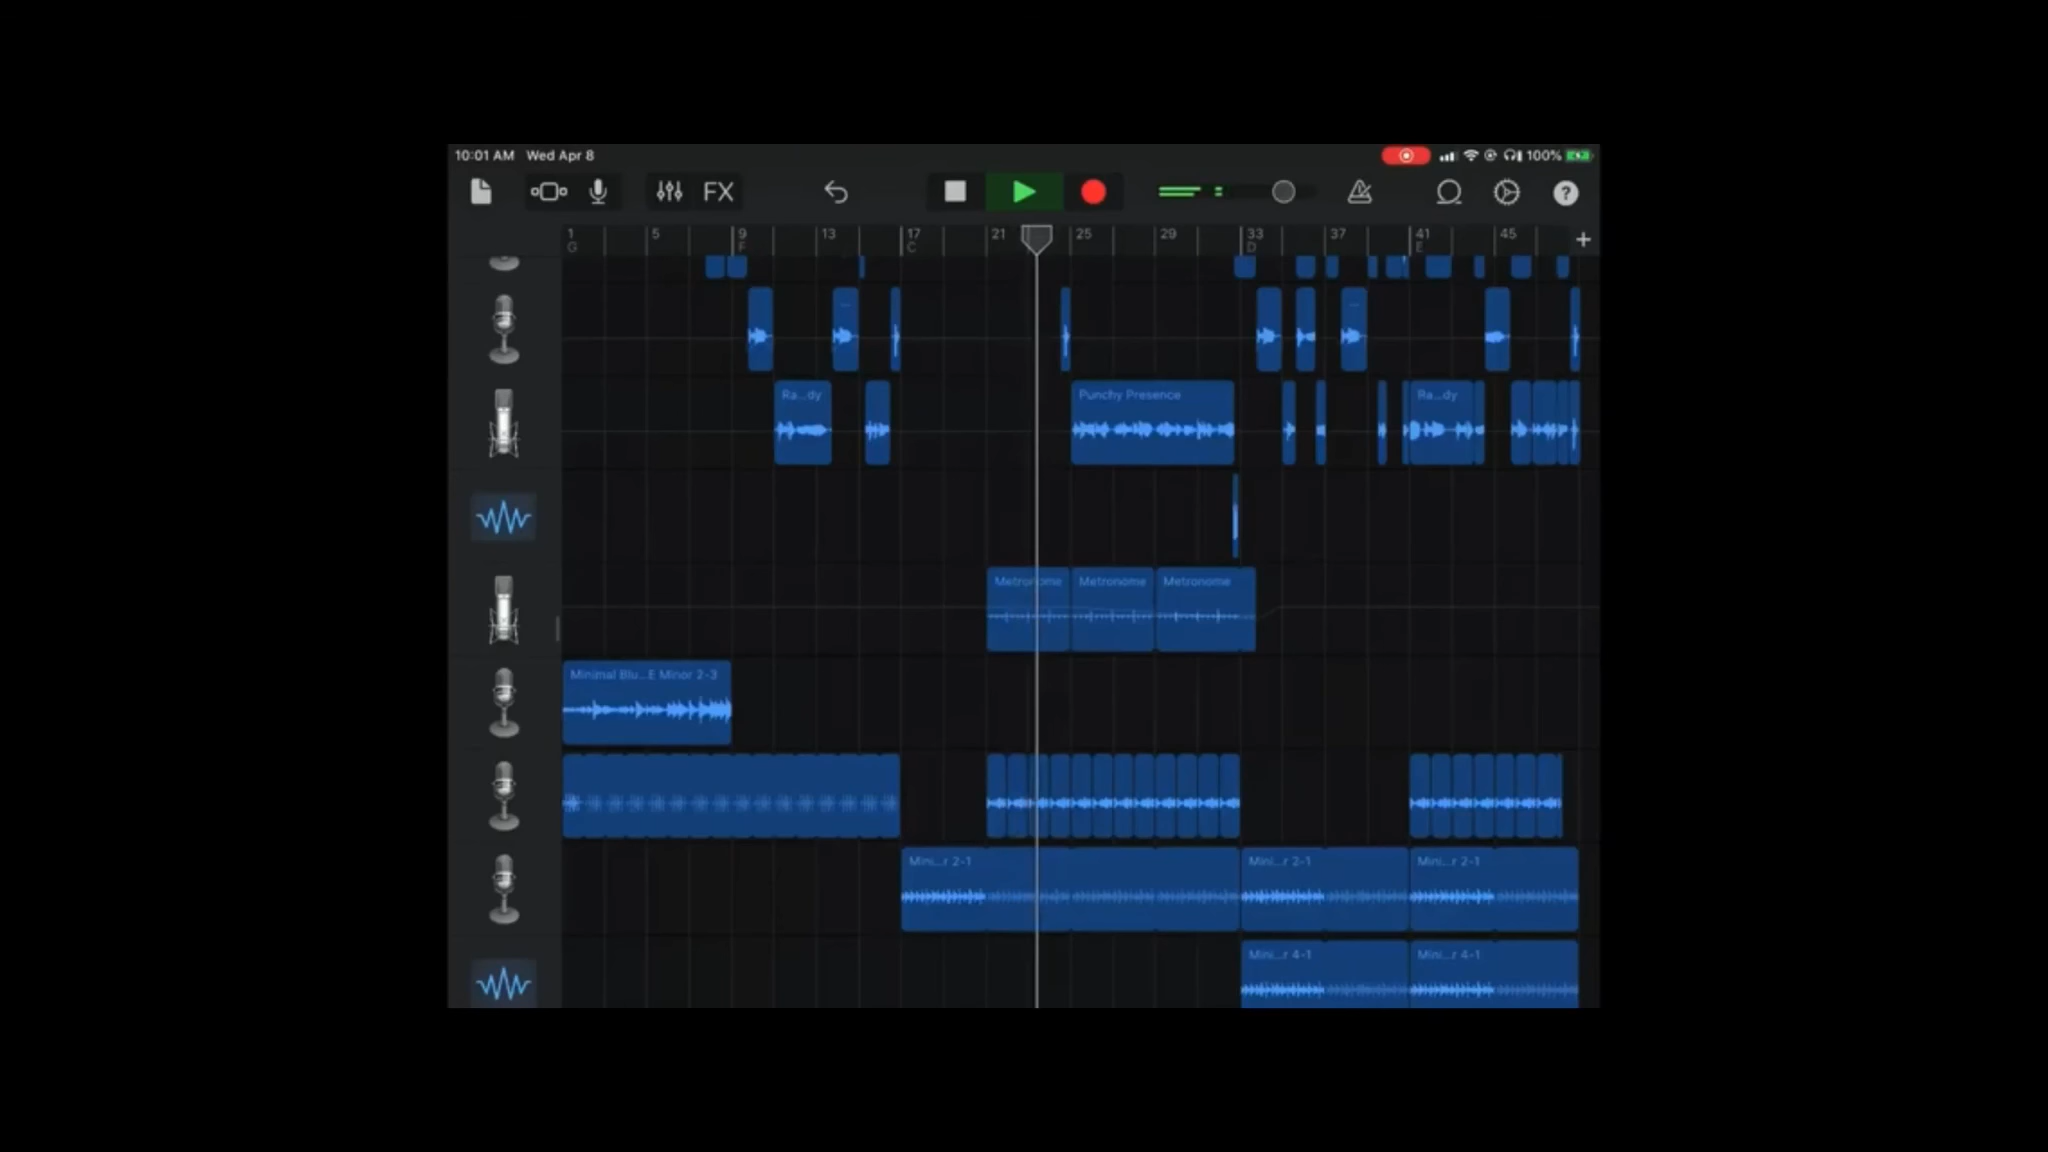 10:01 AM Wed Apr 8
100%
FX
?
1 5 9 13 17 21 25 29 33 37 41 45 +
G F C D E
Ra...dy Punchy Presence Ra...dy
Metronome Metronome Metronome
Minimal Blu...E Minor 2-3
Mini...r 2-1 Mini...r 2-1 Mini...r 2-1
Mini...r 4-1 Mini...r 4-1